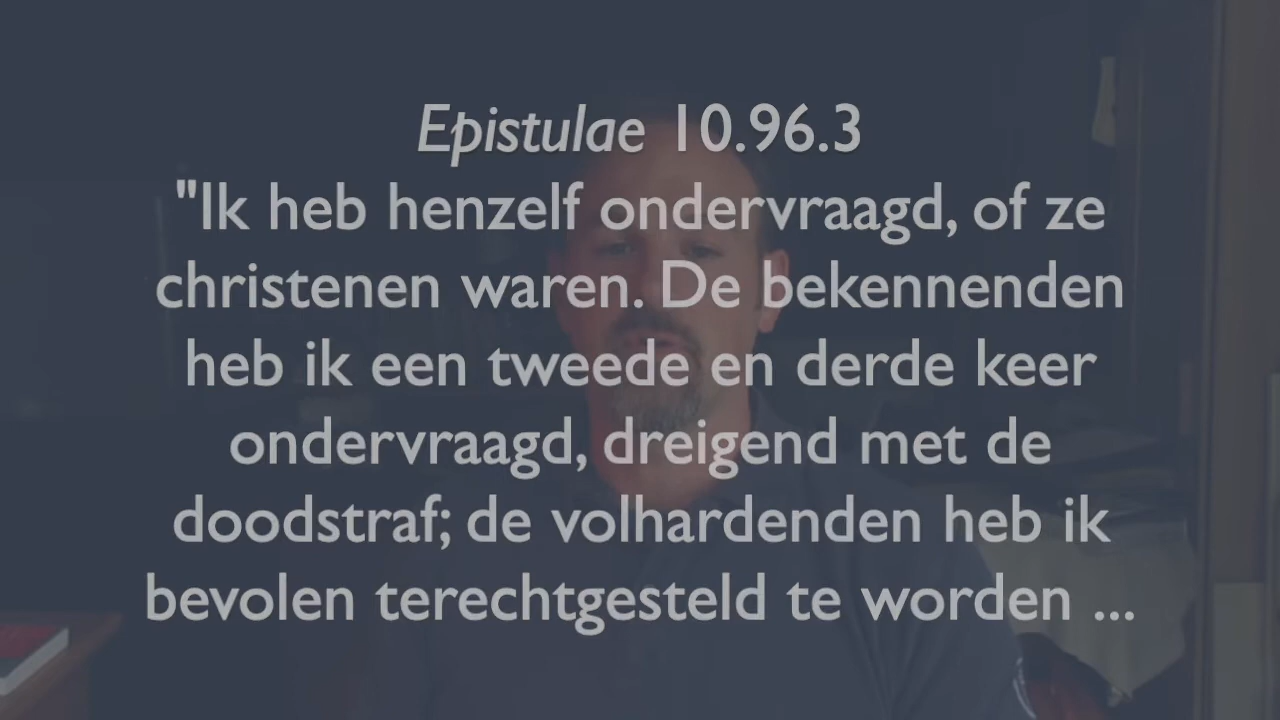 Epistulae 10.96.3
"Ik heb henzelf ondervraagd, of ze
christenen waren. De bekennenden
heb ik een tweede en derde keer
ondervraagd, dreigend met de
doodstraf; de volhardenden heb ik
bevolen terechtgesteld te worden ...